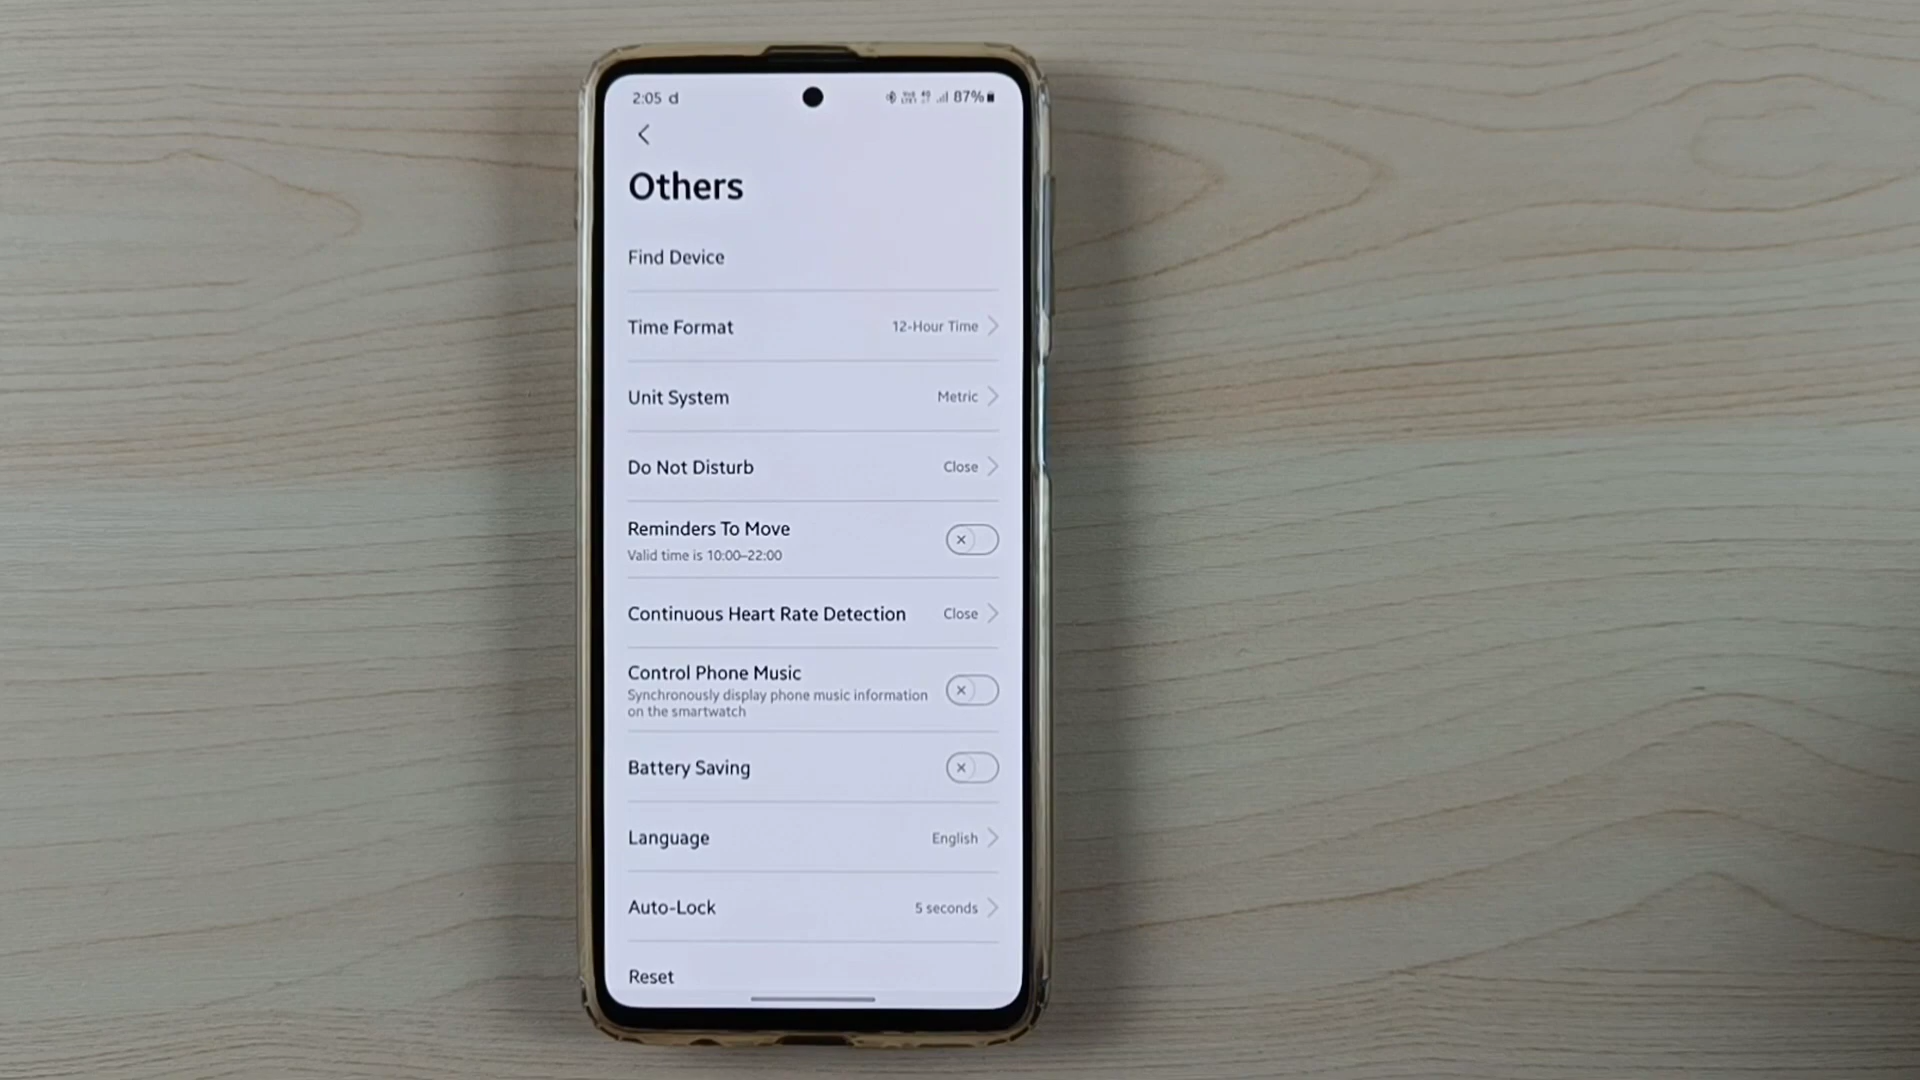 2:05 d 87%
Others
Find Device
Time Format 12-Hour Time
Unit System Metric
Do Not Disturb Close
Reminders To Move
Valid time is 10:00–22:00
Continuous Heart Rate Detection Close
Control Phone Music
Synchronously display phone music information
on the smartwatch
Battery Saving
Language English
Auto-Lock 5 seconds
Reset